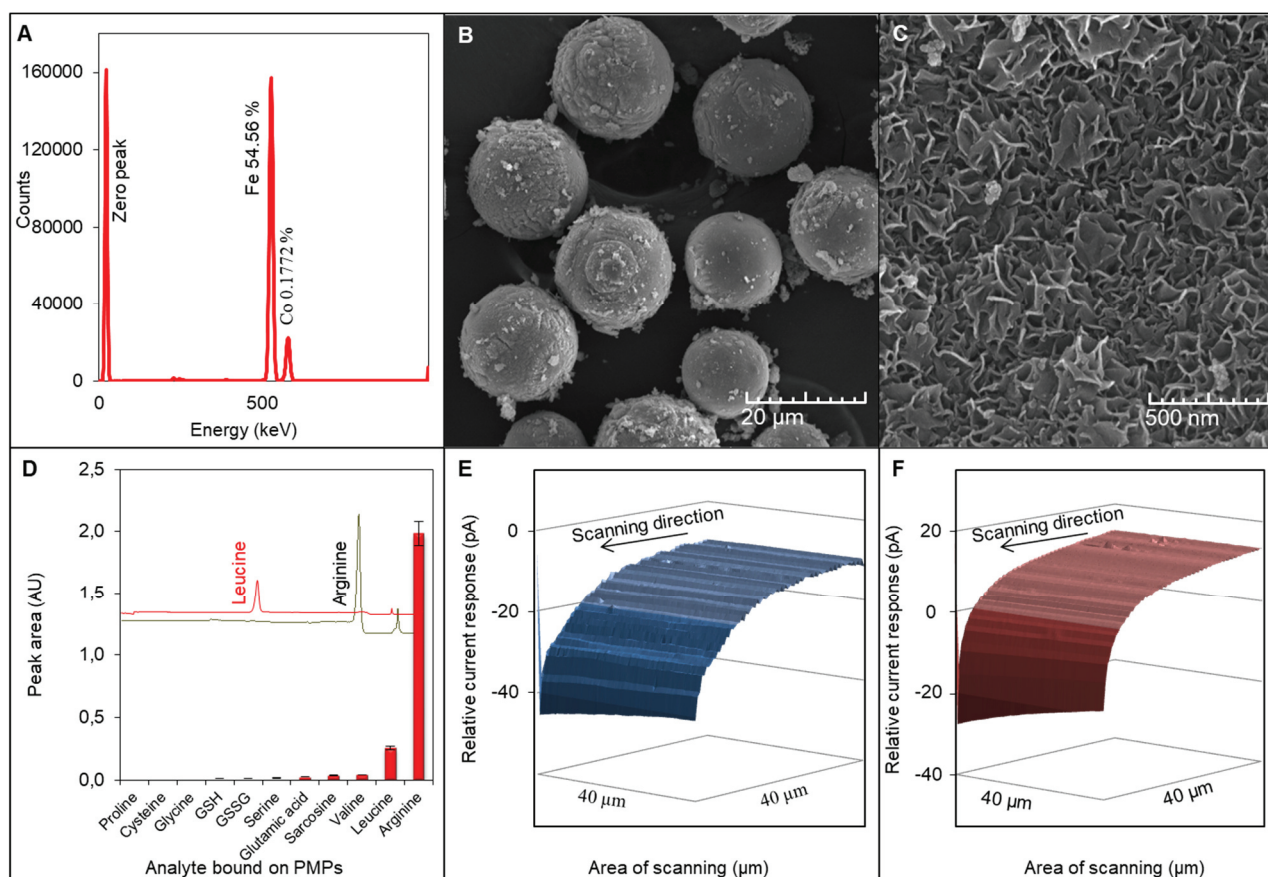 A
160000
120000
80000
40000
0
Counts
Zero peak
Fe 54.56 %
Co 0.1772 %
0
500
Energy (keV)
B
20 µm
C
500 nm
D
2,5
2,0
1,5
1,0
0,5
0,0
Peak area (AU)
Leucine
Arginine
Proline
Cysteine
Glycine
GSH
GSSG
Serine
Glutamic acid
Sarcosine
Valine
Leucine
Arginine
Analyte bound on PMPs
E
Relative current response (pA)
0
-20
-40
Scanning direction
40 µm
40 µm
Area of scanning (µm)
F
Relative current response (pA)
20
0
-20
-40
Scanning direction
40 µm
40 µm
Area of scanning (µm)